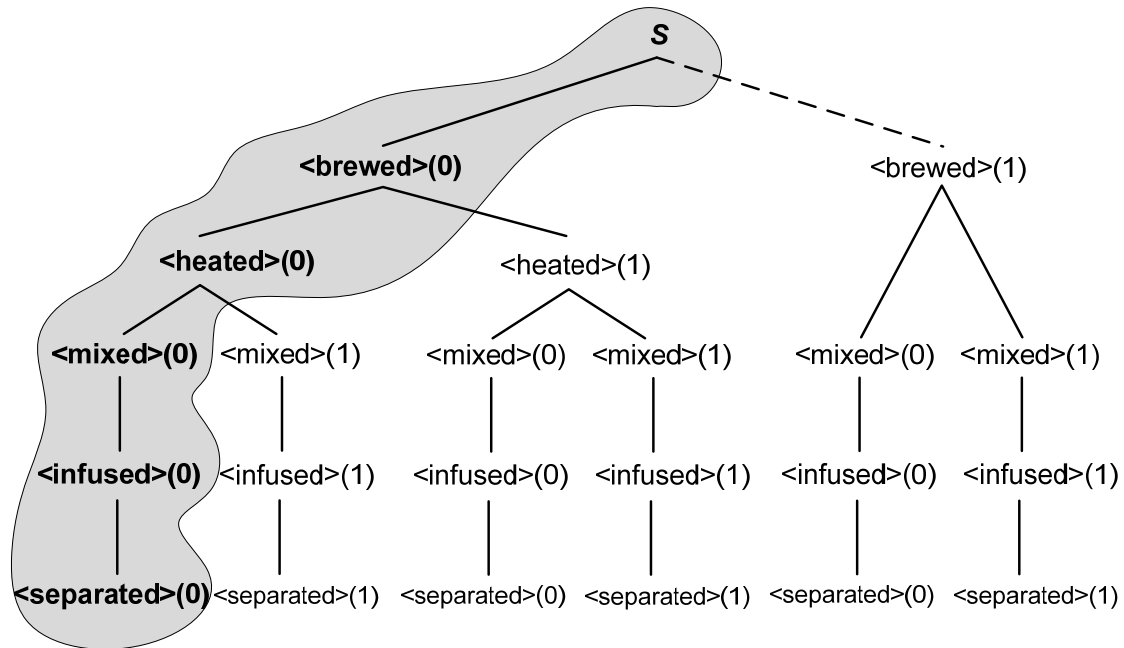 S
<brewed>(0) <brewed>(1)
<heated>(0) <heated>(1)
<mixed>(0) <mixed>(1) <mixed>(0) <mixed>(1) <mixed>(0) <mixed>(1)
<infused>(0) <infused>(1) <infused>(0) <infused>(1) <infused>(0) <infused>(1)
<separated>(0) <separated>(1) <separated>(0) <separated>(1) <separated>(0) <separated>(1)